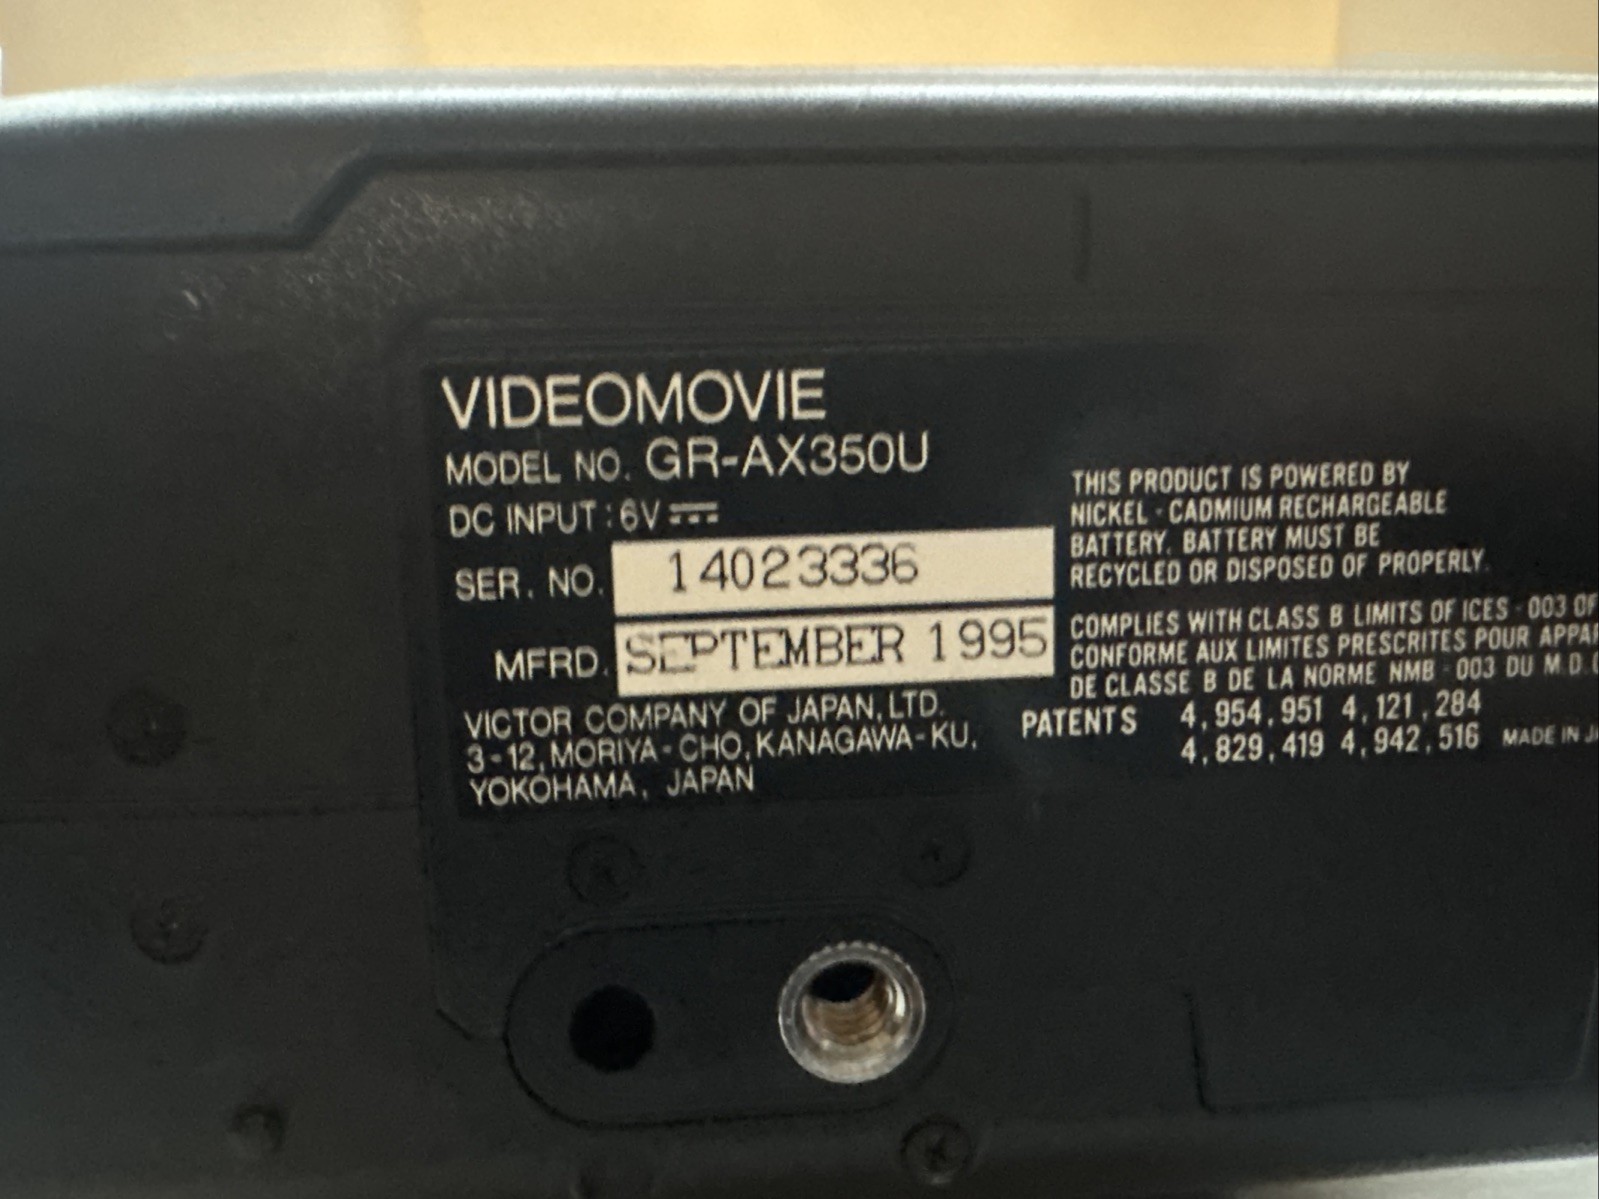 VIDEOMOVIE
MODEL NO. GR-AX350U
DC INPUT : 6V
SER. NO. 14023336
MFRD. SEPTEMBER 1995
VICTOR COMPANY OF JAPAN, LTD.
3-12, MORIYA-CHO, KANAGAWA-KU,
YOKOHAMA, JAPAN
THIS PRODUCT IS POWERED BY
NICKEL-CADMIUM RECHARGEABLE
BATTERY. BATTERY MUST BE
RECYCLED OR DISPOSED OF PROPERLY.
COMPLIES WITH CLASS B LIMITS OF ICES-003 OF
CONFORME AUX LIMITES PRESCRITES POUR
DE CLASSE B DE LA NORME NMB-003 DU M.D.
PATENTS 4,954,951 4,121,284
4,829,419 4,942,516 MADE IN